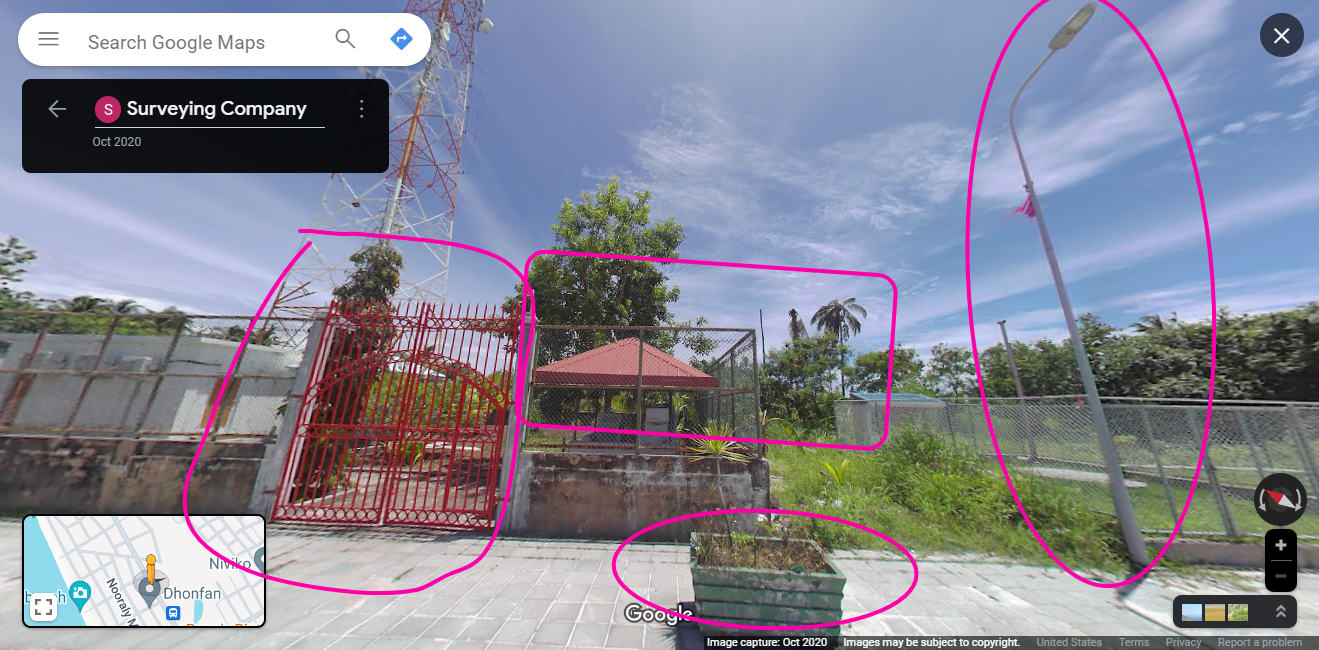 Search Google Maps
S Surveying Company
Oct 2020
Niviko
Dhonfan
Nooraly M
Google
Image capture: Oct 2020 Images may be subject to copyright. United States Terms Privacy Report a problem